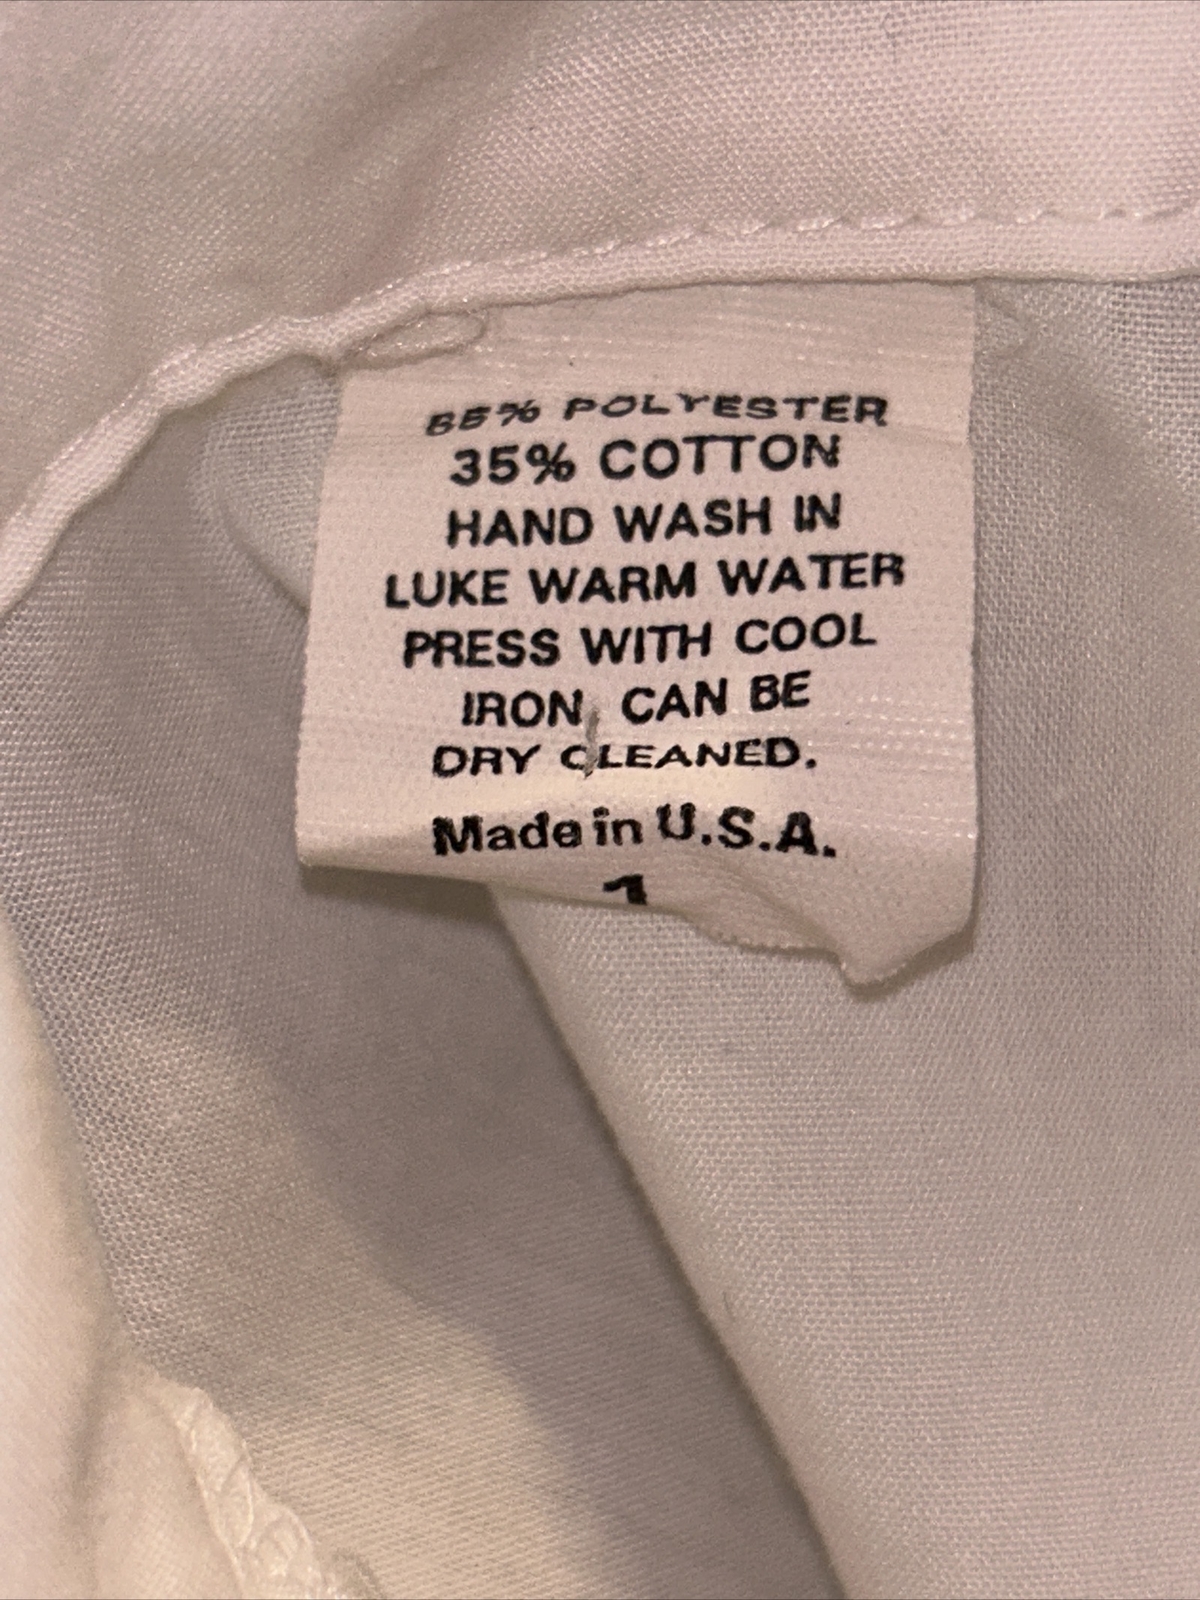 65% POLYESTER
35% COTTON
HAND WASH IN
LUKE WARM WATER
PRESS WITH COOL
IRON, CAN BE
DRY CLEANED.
Made in U.S.A.
1